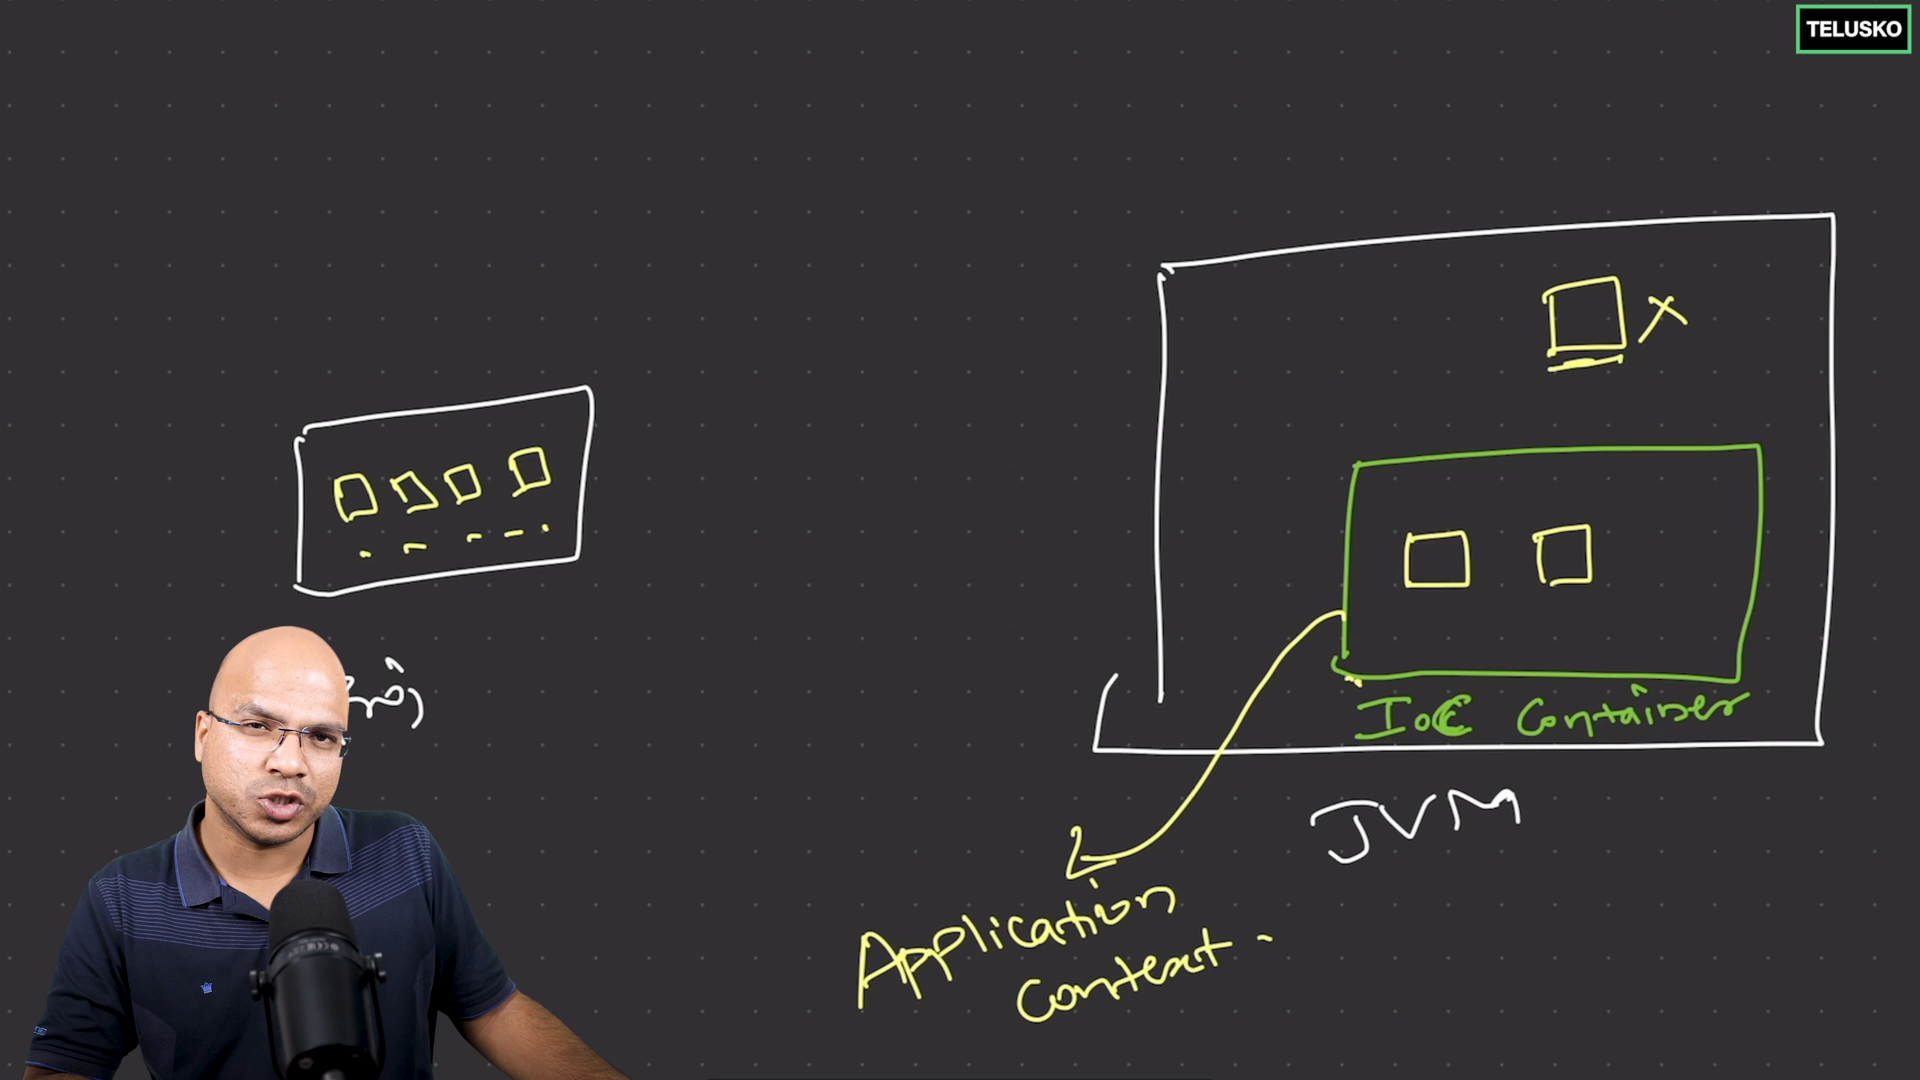 TELUSKO
IoC Container
JVM
Application
context